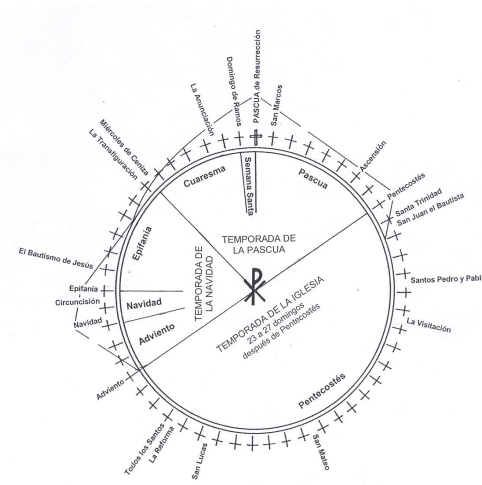 PASCUA de Resurrección
San Marcos
Ascensión
Pentecostés
Santa Trinidad
San Juan el Bautista
Santos Pedro y Pabl
La Visitación
San Mateo
San Lucas
La Reforma
Todos los Santos
Adviento
Navidad
Circuncisión
Epifanía
El Bautismo de Jesús
La Transfiguración
Miércoles de Ceniza
La Anunciación
Domingo de Ramos
Cuaresma
Semana Santa
Pascua
Epifanía
Navidad
Adviento
Pentecostés
TEMPORADA DE
LA PASCUA
TEMPORADA DE
LA NAVIDAD
TEMPORADA DE LA IGLESIA
23 a 27 domingos
después de Pentecostés